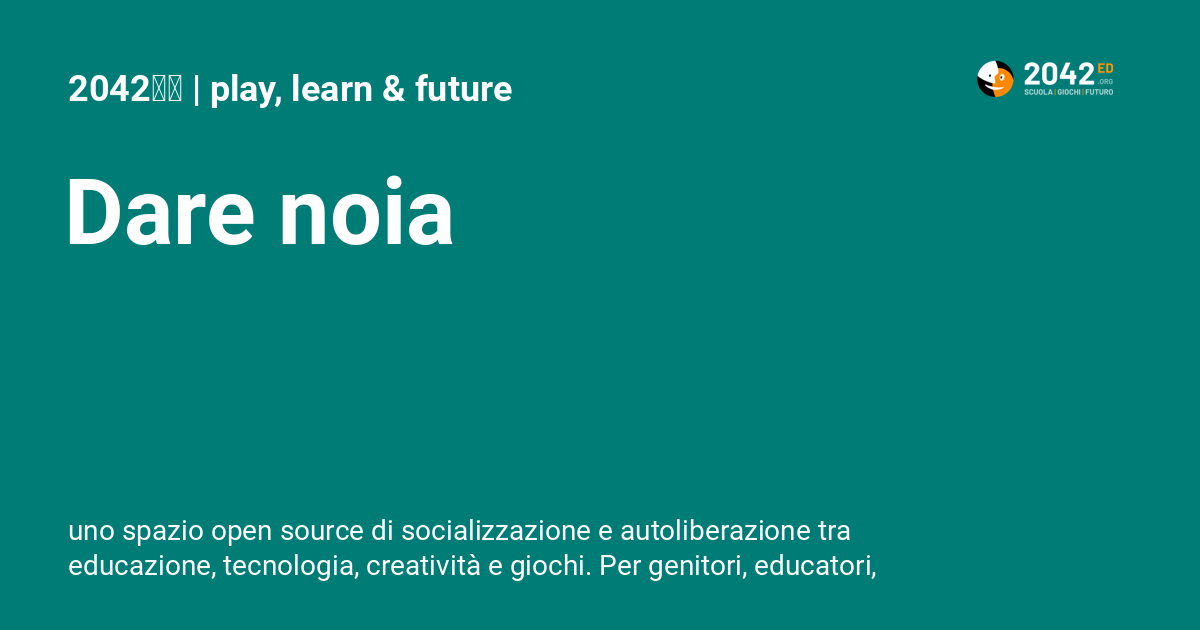 2042 | play, learn & future
2042 ED
.ORG
SCUOLA | GIOCHI | FUTURO
Dare noia
uno spazio open source di socializzazione e autoliberazione tra
educazione, tecnologia, creatività e giochi. Per genitori, educatori,